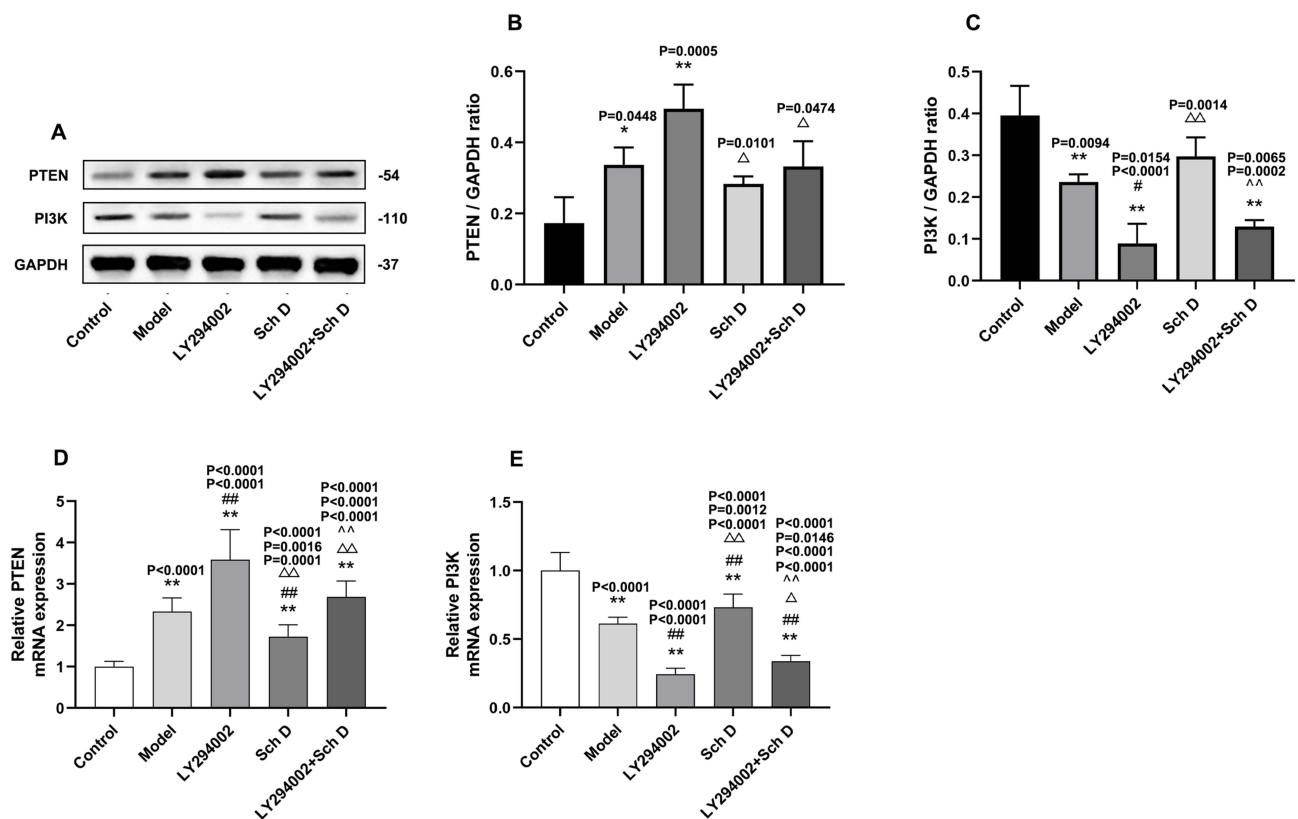 A
PTEN
-54
PI3K
-110
GAPDH
-37
Control
Model
LY294002
Sch D
LY294002+Sch D
B
PTEN / GAPDH ratio
0.6
0.4
0.2
0.0
P=0.0448
*
P=0.0005
**
P=0.0101
△
P=0.0474
△
Control
Model
LY294002
Sch D
LY294002+Sch D
C
PI3K / GAPDH ratio
0.5
0.4
0.3
0.2
0.1
0.0
P=0.0094
**
P=0.0154
P<0.0001
#
**
P=0.0014
△△
P=0.0065
P=0.0002
^^
**
Control
Model
LY294002
Sch D
LY294002+Sch D
D
Relative PTEN
mRNA expression
5
4
3
2
1
0
P<0.0001
**
P<0.0001
P<0.0001
##
**
P<0.0001
P=0.0016
P=0.0001
△△
##
**
P<0.0001
P<0.0001
P<0.0001
^^
△△
**
Control
Model
LY294002
Sch D
LY294002+Sch D
E
Relative PI3K
mRNA expression
1.5
1.0
0.5
0.0
P<0.0001
**
P<0.0001
P<0.0001
##
**
P<0.0001
P=0.0012
P<0.0001
△△
##
**
P<0.0001
P=0.0146
P<0.0001
P<0.0001
^^
△
##
**
Control
Model
LY294002
Sch D
LY294002+Sch D